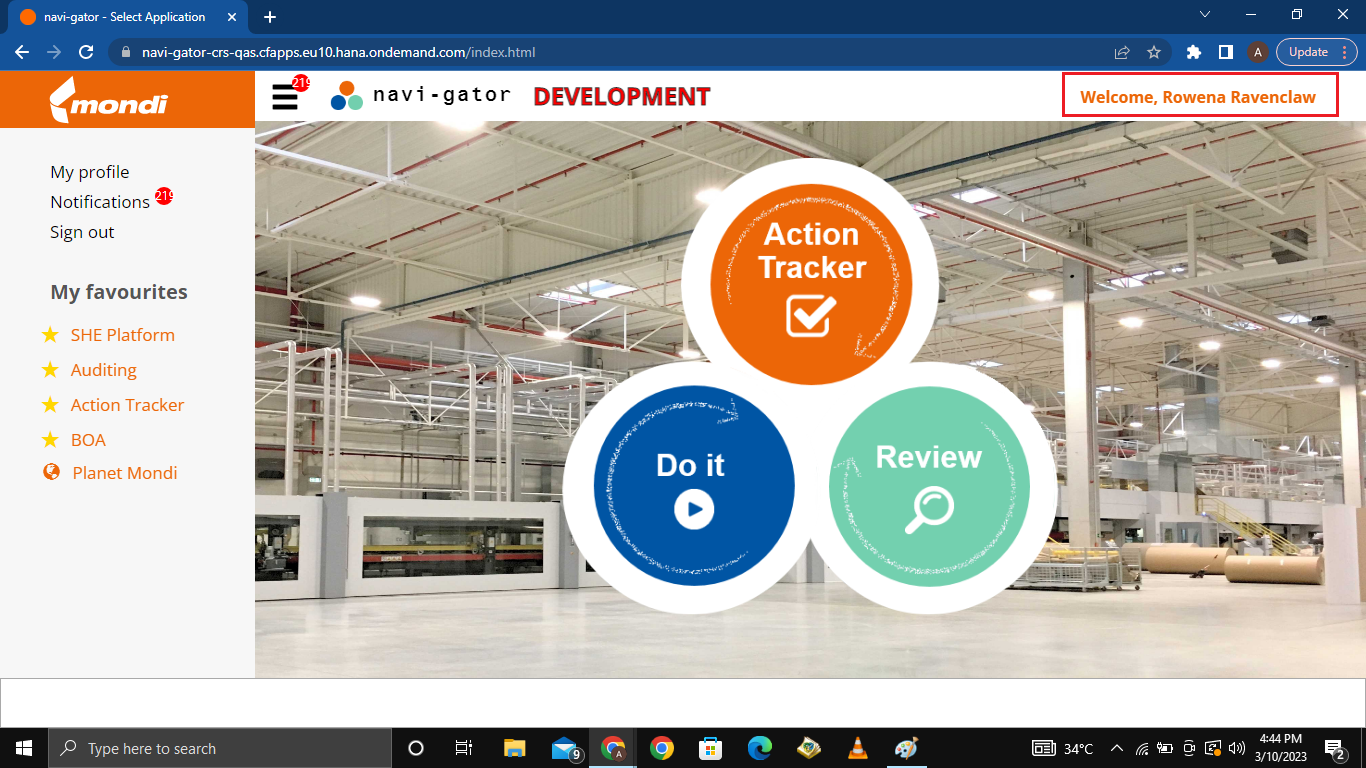 navi-gator - Select Application
navi-gator-crs-qas.cfapps.eu10.hana.ondemand.com/index.html
A
Update
mondi
219
navi-gator
DEVELOPMENT
Welcome, Rowena Ravenclaw
My profile
Notifications 219
Sign out
My favourites
SHE Platform
Auditing
Action Tracker
BOA
Planet Mondi
Action
Tracker
Do it
Review
Type here to search
9
A
34°C
4:44 PM
3/10/2023
2